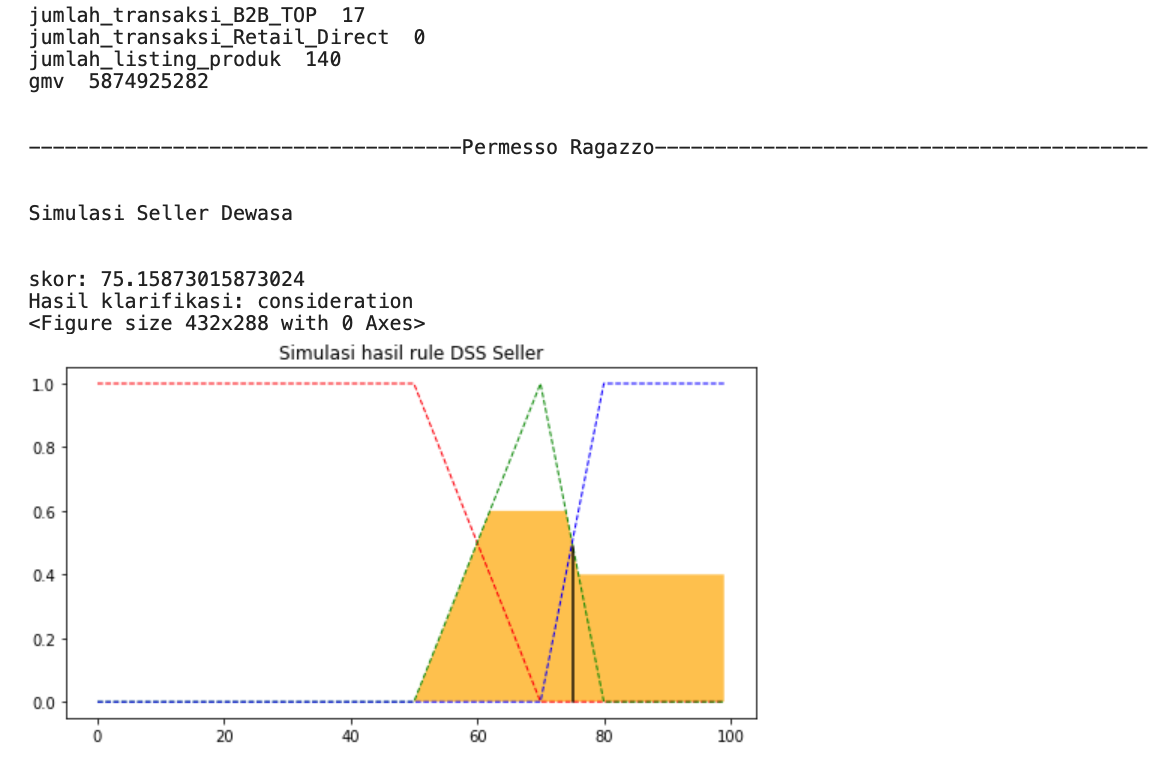 jumlah_transaksi_B2B_TOP  17
jumlah_transaksi_Retail_Direct  0
jumlah_listing_produk  140
gmv  5874925282
------------------------------------Permesso Ragazzo-----------------------------------------
Simulasi Seller Dewasa
skor: 75.15873015873024
Hasil klarifikasi: consideration
<Figure size 432x288 with 0 Axes>
Simulasi hasil rule DSS Seller
1.0
0.8
0.6
0.4
0.2
0.0
0 20 40 60 80 100